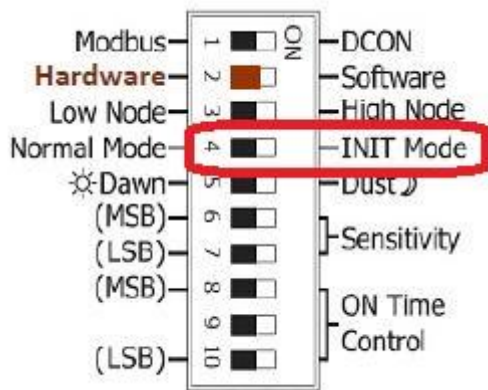 ON
Modbus 1 DCON
Hardware 2 Software
Low Node 3 High Node
Normal Mode 4 INIT Mode
Dawn 5 Dust
(MSB) 6
Sensitivity
(LSB) 7
(MSB) 8
ON Time
9
Control
(LSB) 10